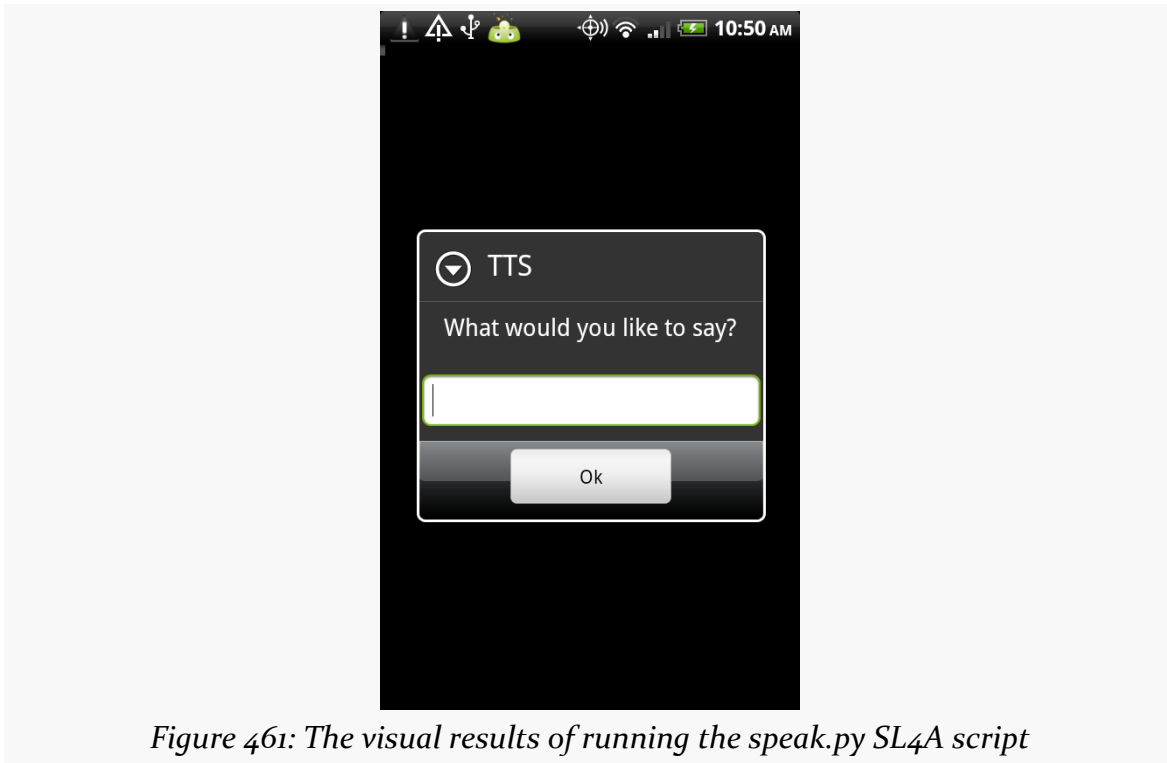 10:50 AM
TTS
What would you like to say?
Ok
Figure 461: The visual results of running the speak.py SL4A script